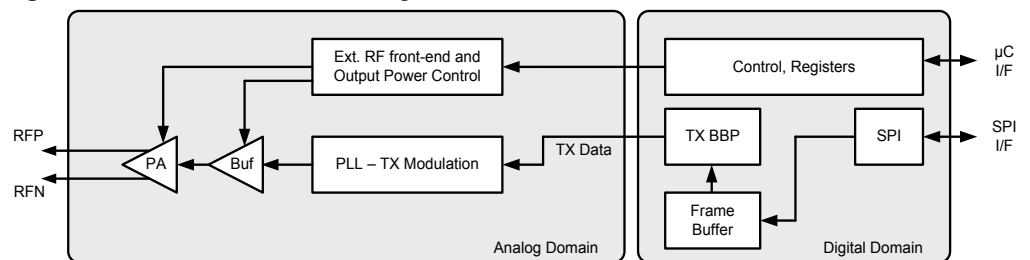 Ext. RF front-end and
Output Power Control
Control, Registers
µC
I/F
RFP
RFN
PA
Buf
PLL – TX Modulation
TX Data
TX BBP
SPI
SPI
I/F
Frame
Buffer
Analog Domain
Digital Domain